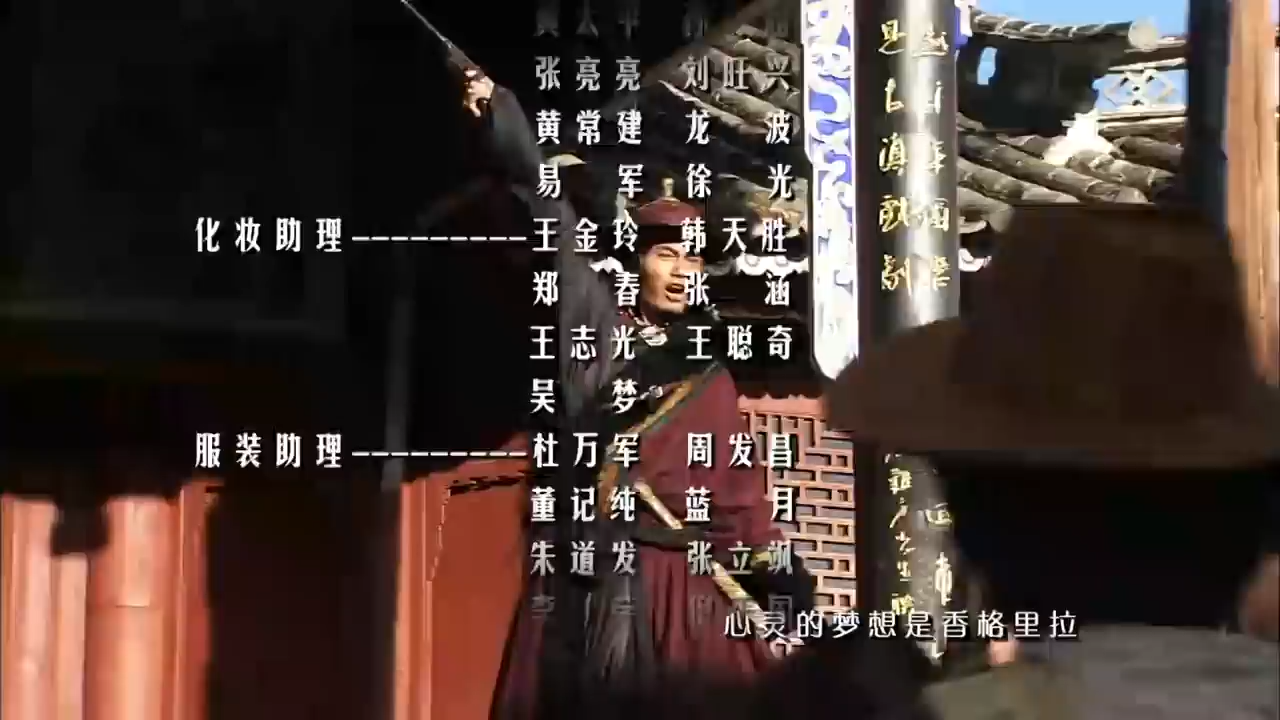 张亮亮 刘旺兴
黄常建 龙波
易军 徐光
化妆助理---------王金玲 韩天胜
郑春 张涵
王志光 王聪奇
吴梦
服装助理---------杜万军 周发昌
董记纯 蓝月
朱道发 张立飒
心灵的梦想是香格里拉